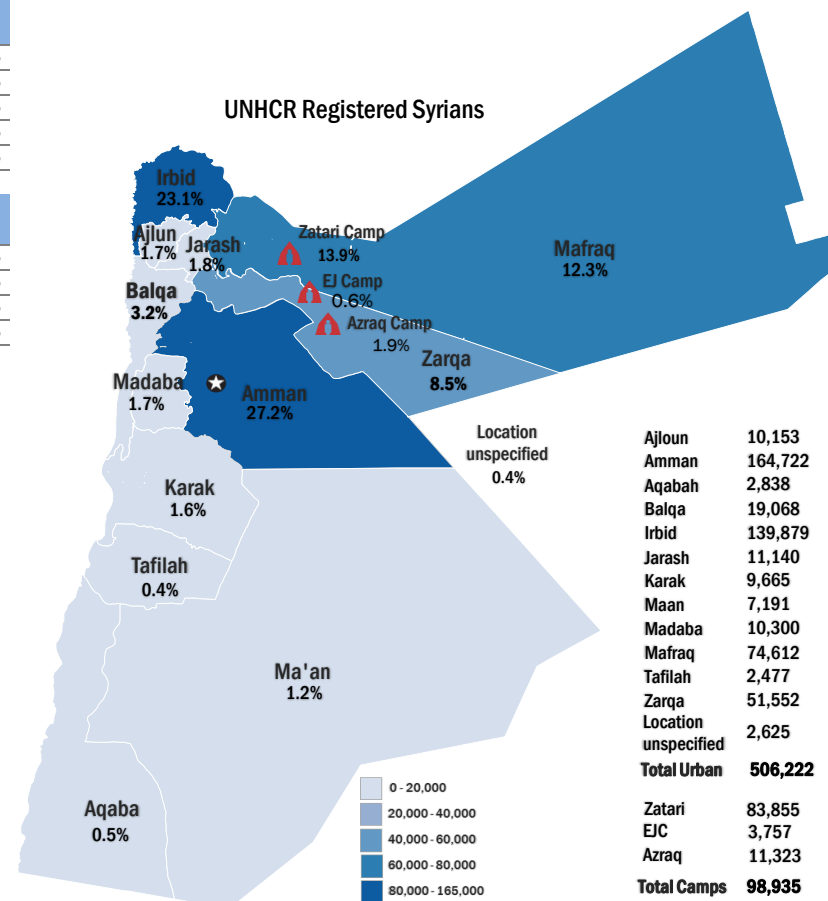 UNHCR Registered Syrians
Irbid
23.1%
Ajlun
1.7%
Jarash
1.8%
Zatari Camp
13.9%
Mafraq
12.3%
EJ Camp
0.6%
Balqa
3.2%
Azraq Camp
1.9%
Zarqa
8.5%
Madaba
1.7%
Amman
27.2%
Location
unspecified
0.4%
Karak
1.6%
Tafilah
0.4%
Ma'an
1.2%
Aqaba
0.5%
0 - 20,000
20,000 - 40,000
40,000 - 60,000
60,000 - 80,000
80,000 - 165,000
Ajloun 10,153
Amman 164,722
Aqabah 2,838
Balqa 19,068
Irbid 139,879
Jarash 11,140
Karak 9,665
Maan 7,191
Madaba 10,300
Mafraq 74,612
Tafilah 2,477
Zarqa 51,552
Location
unspecified 2,625
Total Urban 506,222
Zatari 83,855
EJC 3,757
Azraq 11,323
Total Camps 98,935